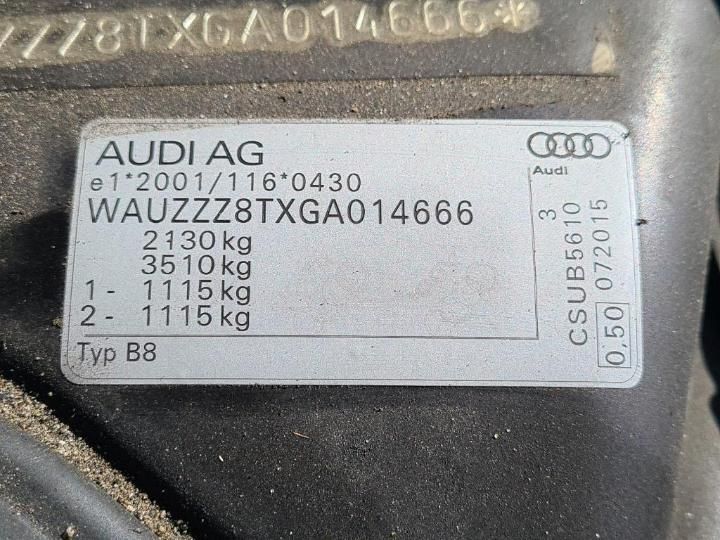 ZZZ8TXGA014666*
AUDI AG
Audi
e1*2001/116*0430
WAUZZZ8TXGA014666
2130 kg
3510 kg
1 - 1115 kg
2 - 1115 kg
Typ B8
3
CSUB5610
0,50 072015